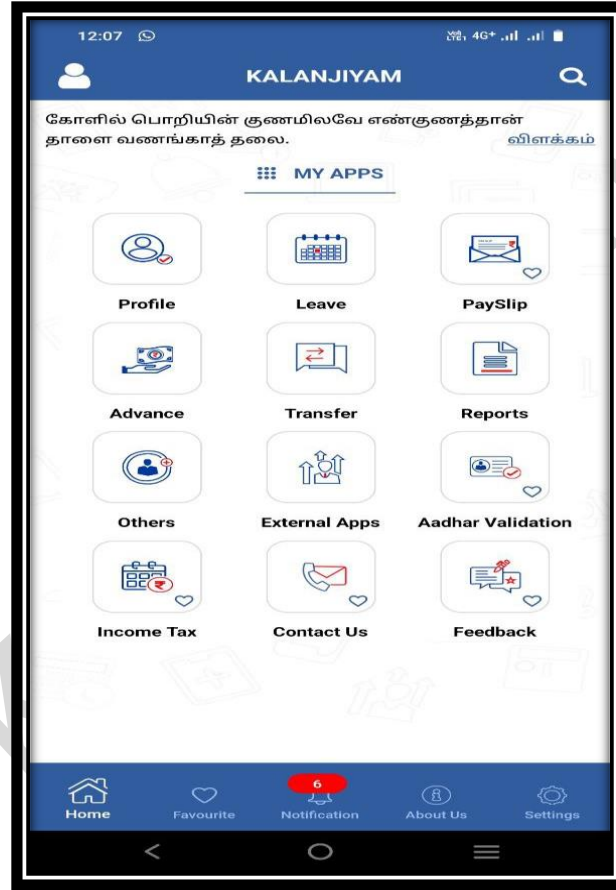 12:07 4G+
KALANJIYAM
கோளில் பொறியின் குணமிலவே எண்குணத்தான்
தாளை வணங்காத் தலை. விளக்கம்
MY APPS
Profile Leave PaySlip
Advance Transfer Reports
Others External Apps Aadhar Validation
Income Tax Contact Us Feedback
6
Home Favourite Notification About Us Settings